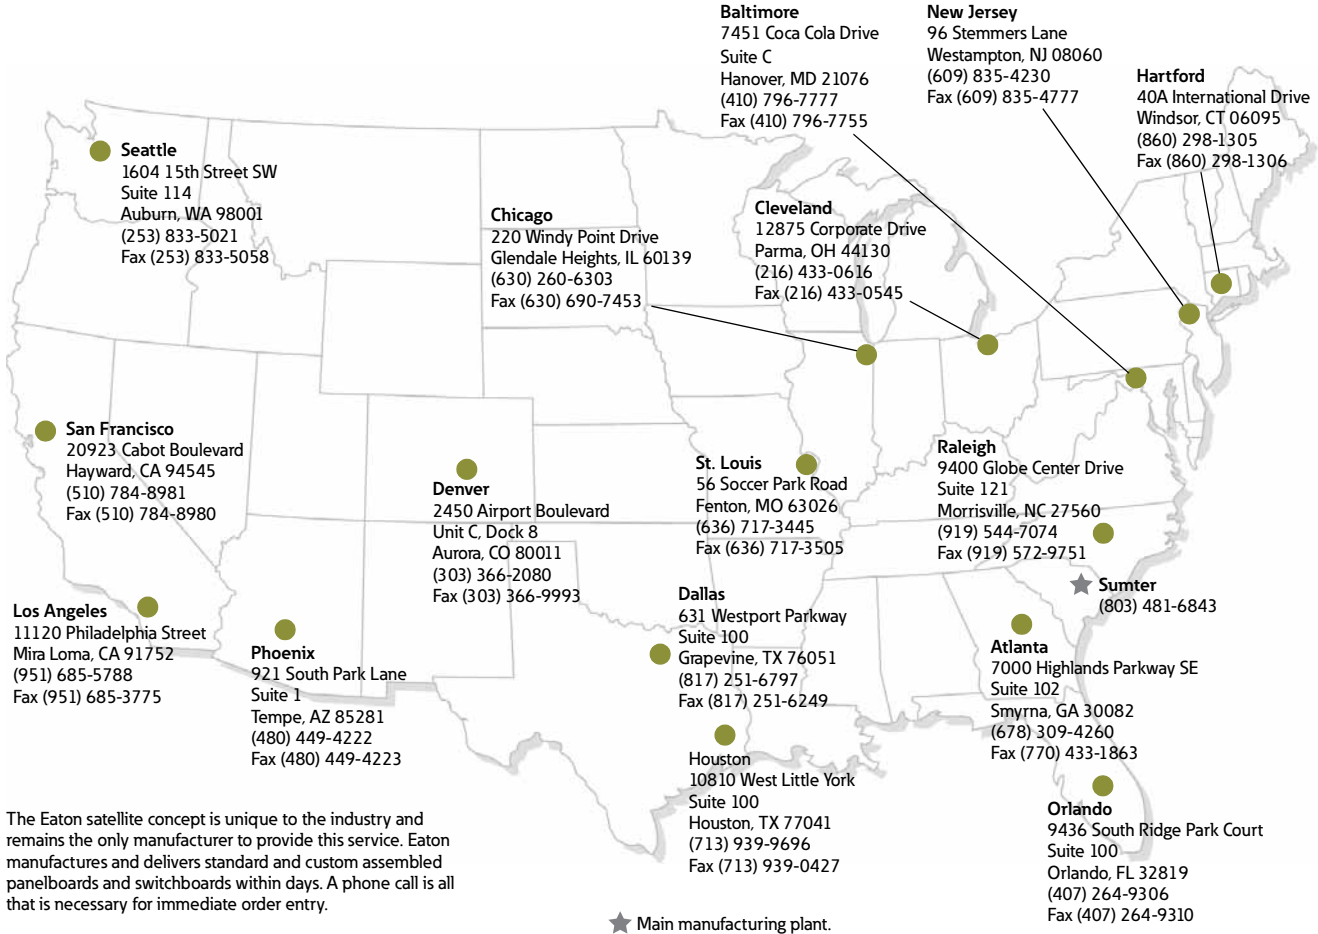 Baltimore
7451 Coca Cola Drive
Suite C
Hanover, MD 21076
(410) 796-7777
Fax (410) 796-7755
New Jersey
96 Stemmers Lane
Westampton, NJ 08060
(609) 835-4230
Fax (609) 835-4777
Hartford
40A International Drive
Windsor, CT 06095
(860) 298-1305
Fax (860) 298-1306
Seattle
1604 15th Street SW
Suite 114
Auburn, WA 98001
(253) 833-5021
Fax (253) 833-5058
Chicago
220 Windy Point Drive
Glendale Heights, IL 60139
(630) 260-6303
Fax (630) 690-7453
Cleveland
12875 Corporate Drive
Parma, OH 44130
(216) 433-0616
Fax (216) 433-0545
San Francisco
20923 Cabot Boulevard
Hayward, CA 94545
(510) 784-8981
Fax (510) 784-8980
Denver
2450 Airport Boulevard
Unit C, Dock 8
Aurora, CO 80011
(303) 366-2080
Fax (303) 366-9993
St. Louis
56 Soccer Park Road
Fenton, MO 63026
(636) 717-3445
Fax (636) 717-3505
Raleigh
9400 Globe Center Drive
Suite 121
Morrisville, NC 27560
(919) 544-7074
Fax (919) 572-9751
Sumter
(803) 481-6843
Los Angeles
11120 Philadelphia Street
Mira Loma, CA 91752
(951) 685-5788
Fax (951) 685-3775
Phoenix
921 South Park Lane
Suite 1
Tempe, AZ 85281
(480) 449-4222
Fax (480) 449-4223
Dallas
631 Westport Parkway
Suite 100
Grapevine, TX 76051
(817) 251-6797
Fax (817) 251-6249
Atlanta
7000 Highlands Parkway SE
Suite 102
Smyrna, GA 30082
(678) 309-4260
Fax (770) 433-1863
Houston
10810 West Little York
Suite 100
Houston, TX 77041
(713) 939-9696
Fax (713) 939-0427
Orlando
9436 South Ridge Park Court
Suite 100
Orlando, FL 32819
(407) 264-9306
Fax (407) 264-9310
The Eaton satellite concept is unique to the industry and
remains the only manufacturer to provide this service. Eaton
manufactures and delivers standard and custom assembled
panelboards and switchboards within days. A phone call is all
that is necessary for immediate order entry.
Main manufacturing plant.